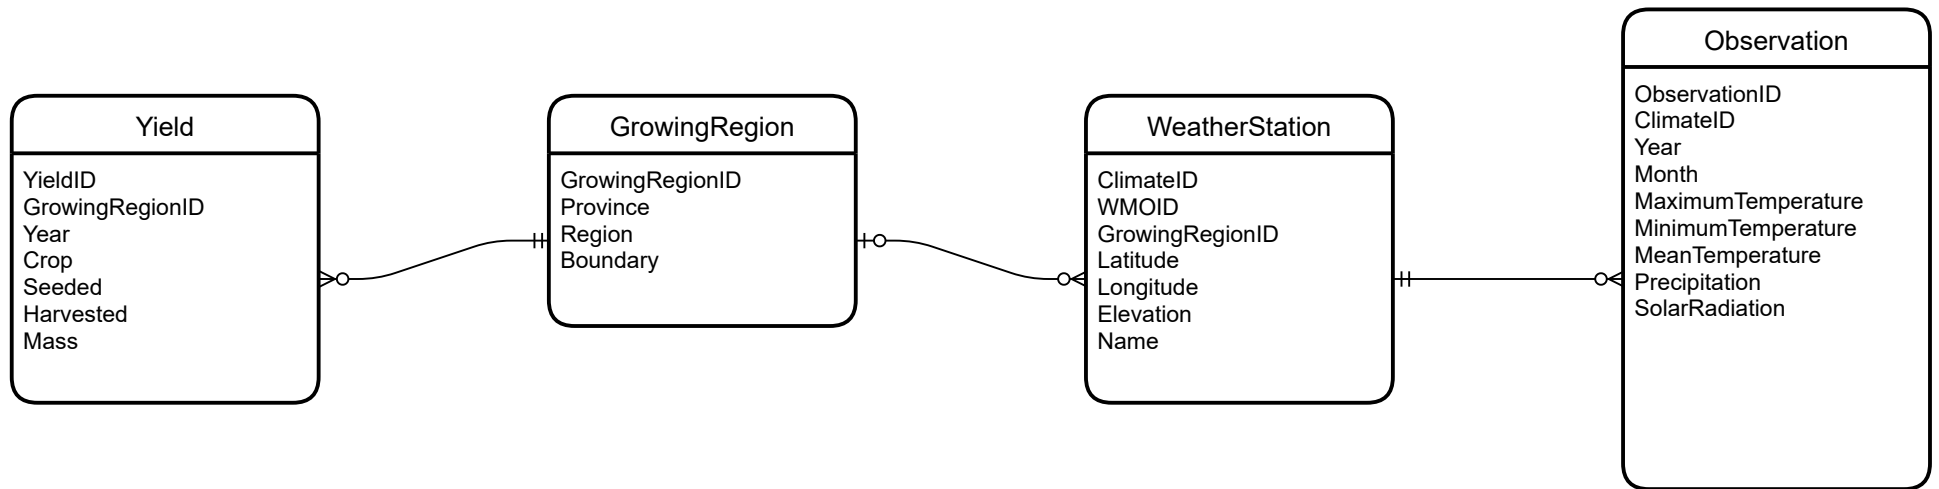 Yield
YieldID
GrowingRegionID
Year
Crop
Seeded
Harvested
Mass
GrowingRegion
GrowingRegionID
Province
Region
Boundary
WeatherStation
ClimateID
WMOID
GrowingRegionID
Latitude
Longitude
Elevation
Name
Observation
ObservationID
ClimateID
Year
Month
MaximumTemperature
MinimumTemperature
MeanTemperature
Precipitation
SolarRadiation